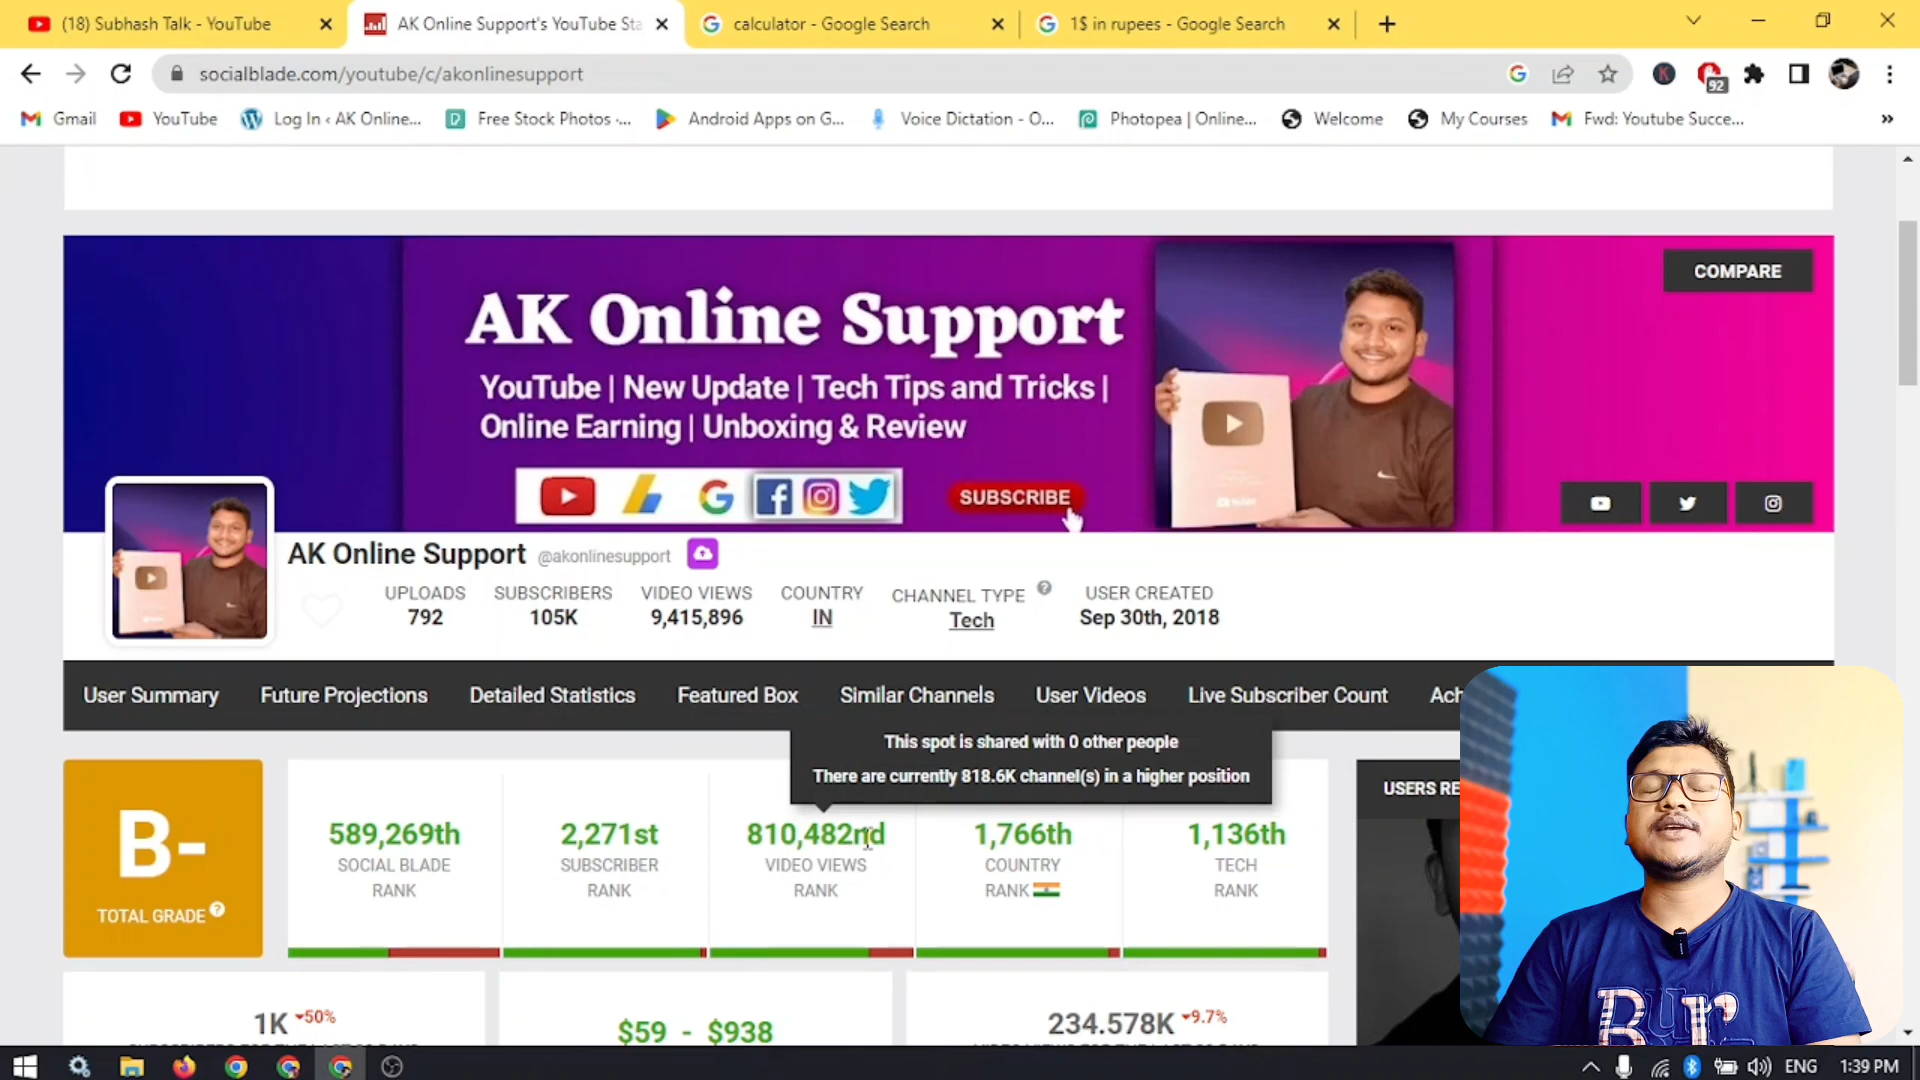 (18) Subhash Talk - YouTube
AK Online Support's YouTube Sta
calculator - Google Search
1$ in rupees - Google Search
socialblade.com/youtube/c/akonlinesupport
K
92
Gmail
YouTube
Log In ‹ AK Online...
Free Stock Photos ·...
Android Apps on G...
Voice Dictation - O...
Photopea | Online...
Welcome
My Courses
Fwd: Youtube Succe...
»
COMPARE
AK Online Support
YouTube | New Update | Tech Tips and Tricks |
Online Earning | Unboxing & Review
SUBSCRIBE
AK Online Support @akonlinesupport
UPLOADS
792
SUBSCRIBERS
105K
VIDEO VIEWS
9,415,896
COUNTRY
IN
CHANNEL TYPE
Tech
USER CREATED
Sep 30th, 2018
User Summary
Future Projections
Detailed Statistics
Featured Box
Similar Channels
User Videos
Live Subscriber Count
Ach
This spot is shared with 0 other people
There are currently 818.6K channel(s) in a higher position
B-
TOTAL GRADE
589,269th
SOCIAL BLADE
RANK
2,271st
SUBSCRIBER
RANK
810,482nd
VIDEO VIEWS
RANK
1,766th
COUNTRY
RANK
1,136th
TECH
RANK
USERS RE
1K -50%
$59 - $938
234.578K -9.7%
ENG
1:39 PM